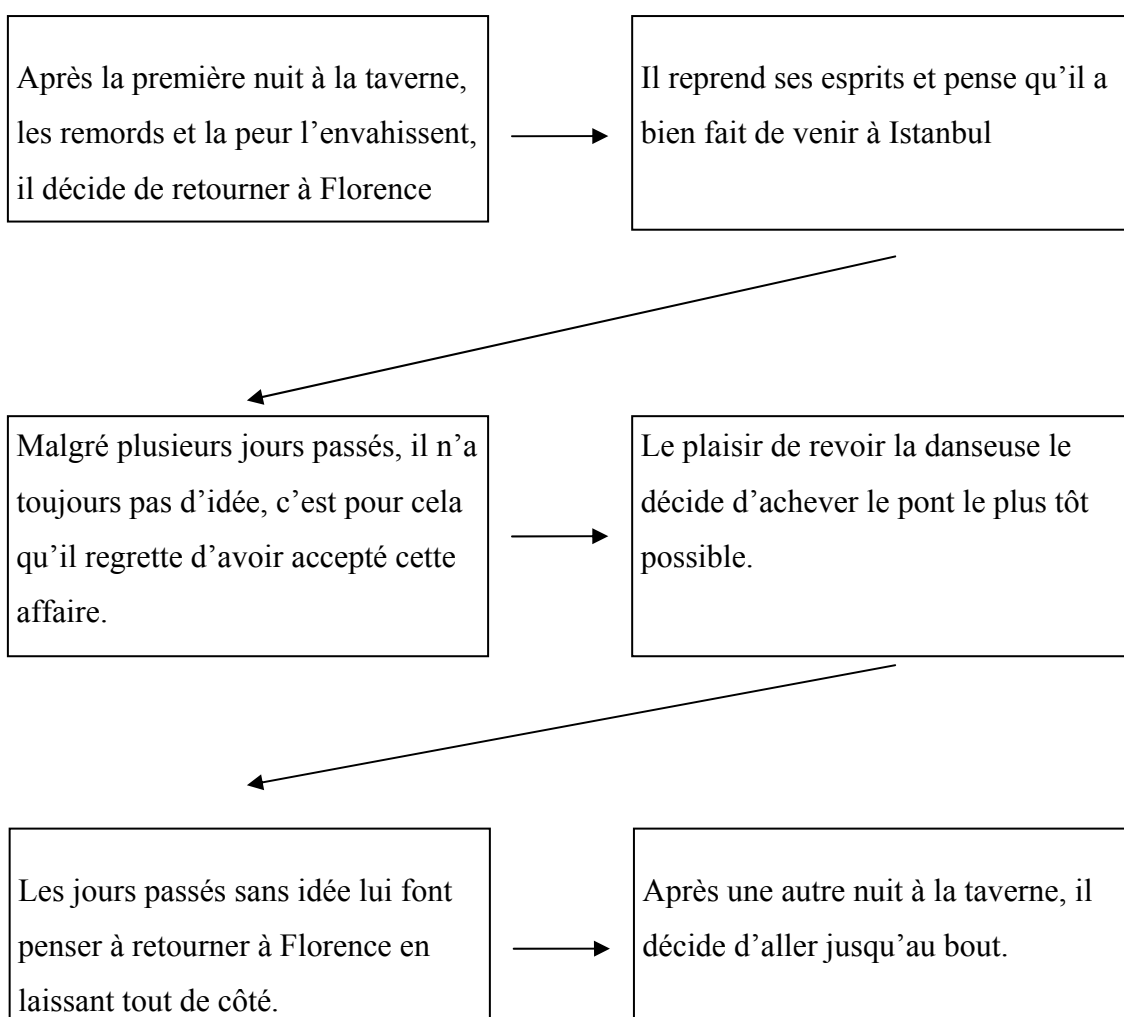 Après la première nuit à la taverne,
les remords et la peur l’envahissent,
il décide de retourner à Florence
Il reprend ses esprits et pense qu’il a
bien fait de venir à Istanbul
Malgré plusieurs jours passés, il n’a
toujours pas d’idée, c’est pour cela
qu’il regrette d’avoir accepté cette
affaire.
Le plaisir de revoir la danseuse le
décide d’achever le pont le plus tôt
possible.
Les jours passés sans idée lui font
penser à retourner à Florence en
laissant tout de côté.
Après une autre nuit à la taverne, il
décide d’aller jusqu’au bout.